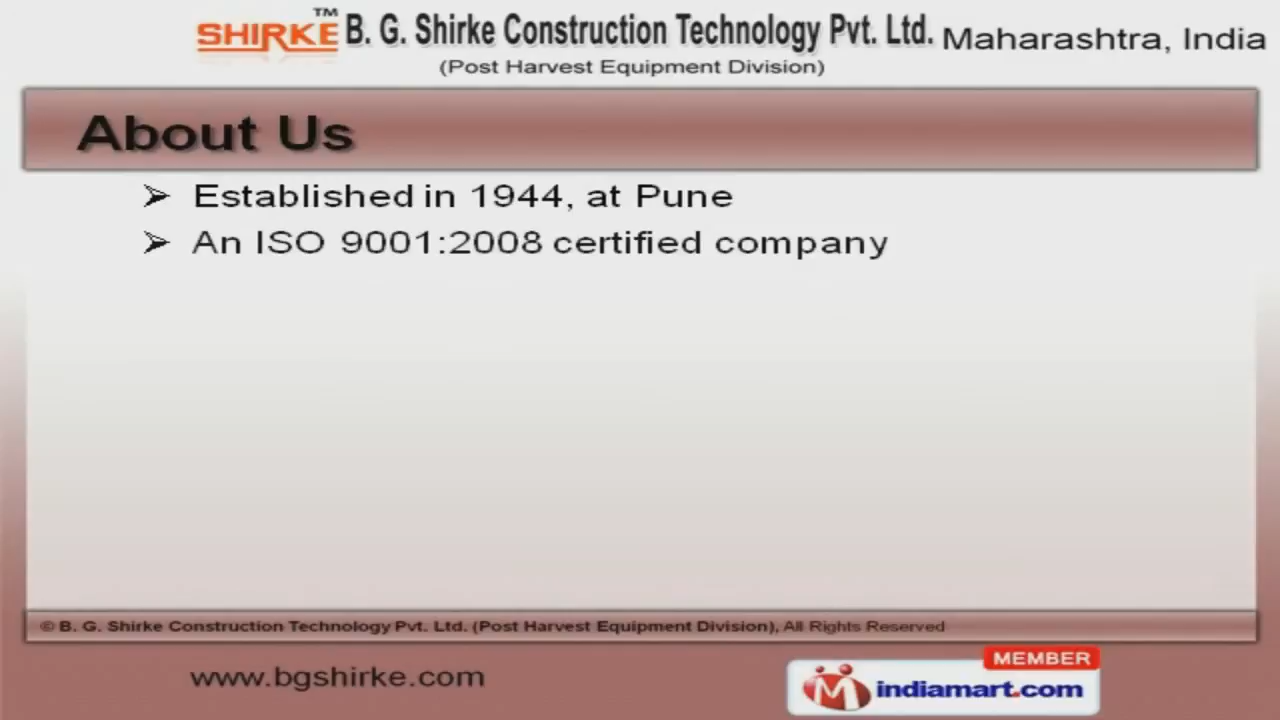 SHIRKE™ B. G. Shirke Construction Technology Pvt. Ltd. Maharashtra, India
(Post Harvest Equipment Division)
About Us
➢ Established in 1944, at Pune
➢ An ISO 9001:2008 certified company
© B. G. Shirke Construction Technology Pvt. Ltd. (Post Harvest Equipment Division), All Rights Reserved
MEMBER
www.bgshirke.com
indiamart.com